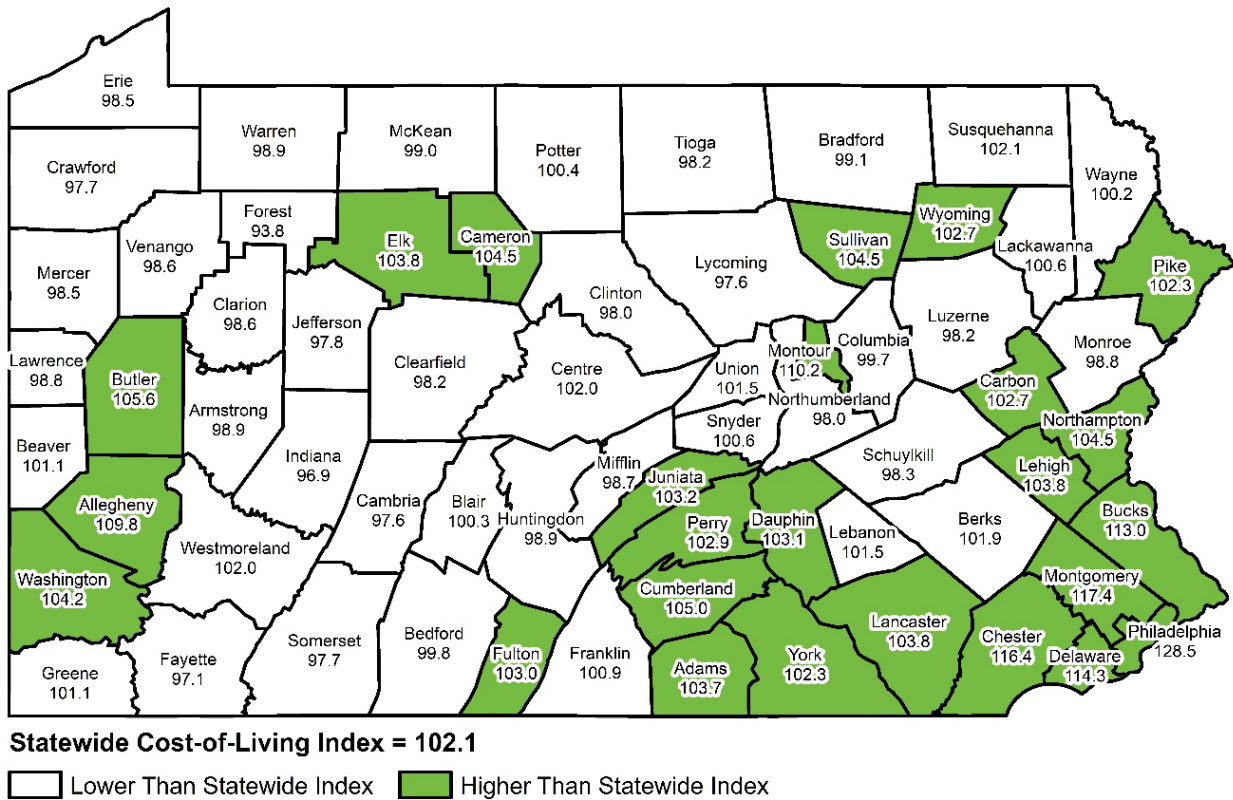 Erie
98.5
Warren
98.9
McKean
99.0
Potter
100.4
Tioga
98.2
Bradford
99.1
Susquehanna
102.1
Wayne
100.2
Crawford
97.7
Forest
93.8
Elk
103.8
Cameron
104.5
Sullivan
104.5
Wyoming
102.7
Lackawanna
100.6
Pike
102.3
Mercer
98.5
Venango
98.6
Clarion
98.6
Jefferson
97.8
Clinton
98.0
Lycoming
97.6
Luzerne
98.2
Monroe
98.8
Lawrence
98.8
Butler
105.6
Armstrong
98.9
Clearfield
98.2
Centre
102.0
Union
101.5
Montour
110.2
Columbia
99.7
Northumberland
98.0
Carbon
102.7
Northampton
104.5
Beaver
101.1
Indiana
96.9
Snyder
100.6
Schuylkill
98.3
Lehigh
103.8
Allegheny
109.8
Cambria
97.6
Blair
100.3
Huntingdon
98.9
Mifflin
98.7
Juniata
103.2
Perry
102.9
Dauphin
103.1
Lebanon
101.5
Berks
101.9
Bucks
113.0
Washington
104.2
Westmoreland
102.0
Cumberland
105.0
Montgomery
117.4
Greene
101.1
Fayette
97.1
Somerset
97.7
Bedford
99.8
Fulton
103.0
Franklin
100.9
Adams
103.7
York
102.3
Lancaster
103.8
Chester
116.4
Delaware
114.3
Philadelphia
128.5
Statewide Cost-of-Living Index = 102.1
Lower Than Statewide Index
Higher Than Statewide Index